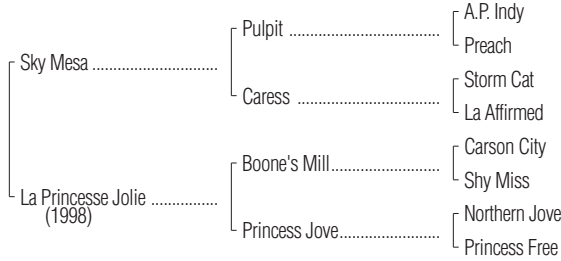 A.P. Indy
Pulpit ..........................................
Preach
Sky Mesa ..............................
Storm Cat
Caress .......................................
La Affirmed
Carson City
Boone's Mill...............................
Shy Miss
La Princesse Jolie ................
(1998)
Northern Jove
Princess Jove.............................
Princess Free